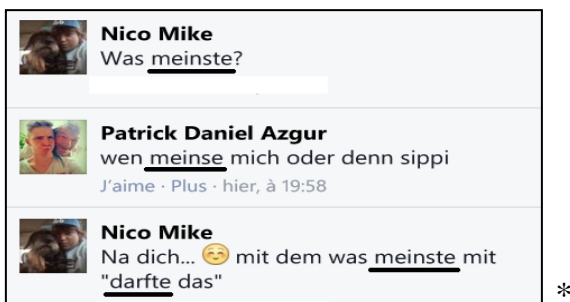 Nico Mike
Was meinste?
Patrick Daniel Azgur
wen meinse mich oder denn sippi
J'aime · Plus · hier, à 19:58
Nico Mike
Na dich... ☺️ mit dem was meinste mit
"darfte das"
*